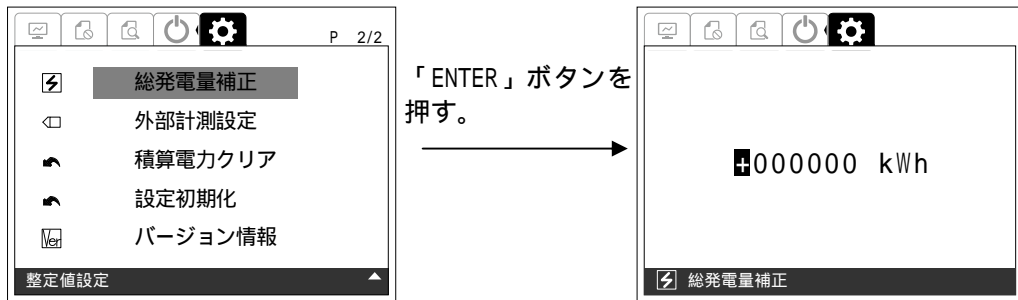 P 2/2
総発電量補正
外部計測設定
積算電力クリア
設定初期化
Ver バージョン情報
整定値設定
「ENTER」ボタンを
押す。
+000000 kWh
総発電量補正